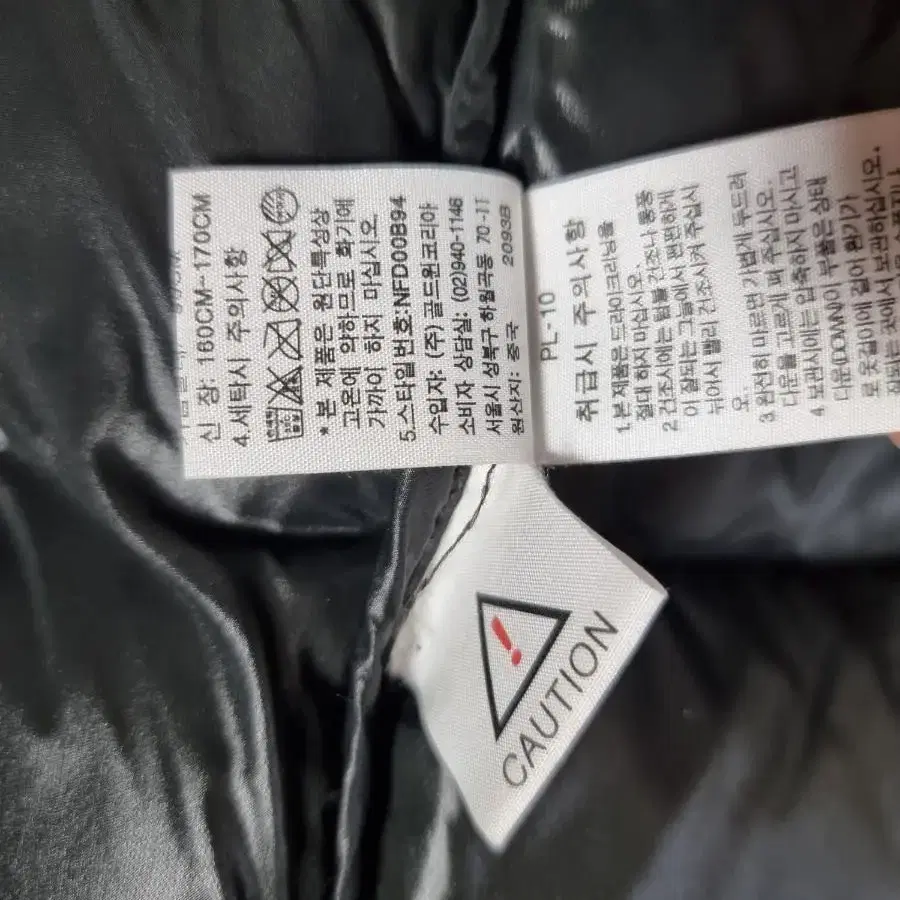 신 장: 160CM~170CM
4.세탁시 주의사항
* 본 제품은 원단특성상
고온에 약하므로 화기에
가까이 하지 마십시오
5.스타일번호:NFD00B94
수입자: (주) 골드윈코리아
소비자 상담실: (02)940-1146
서울시 성북구 하월곡동 70-11
원산지: 중국 2093B
PL-10
취급시 주의사항
1.본제품은 드라이크리닝을
절대 하지 마십시오.
2 건조시에는 텀블 건조나 통풍
이 잘되는 그늘에서 편편하게
뉘어서 빨리 건조시켜 주십시
오.
3 완전히 마르면 가볍게 두드려
다운을 고르게 펴 주십시오.
4 보관시에는 압축하지 마시고
다운(DOWN)이 부풀은 상태
로 옷걸이에 걸어 원기가
되는 곳에서 보관하십시오.
CAUTION